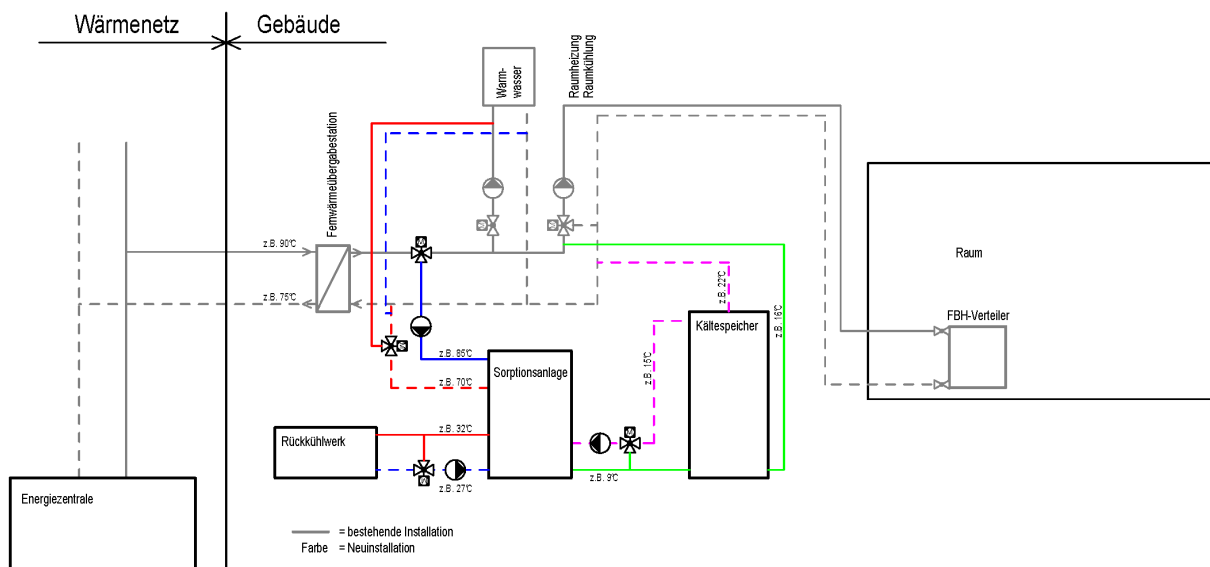 Wärmenetz
Gebäude
Warm-
wasser
Raumheizung
Raumkühlung
Fernwärmeübergabestation
z.B. 90°C
z.B. 75°C
Raum
FBH-Verteiler
z.B. 22°C
z.B. 16°C
z.B. 15°C
Kältespeicher
z.B. 85°C
z.B. 70°C
Sorptionsanlage
z.B. 32°C
z.B. 27°C
z.B. 9°C
Rückkühlwerk
Energiezentrale
= bestehende Installation
Farbe = Neuinstallation